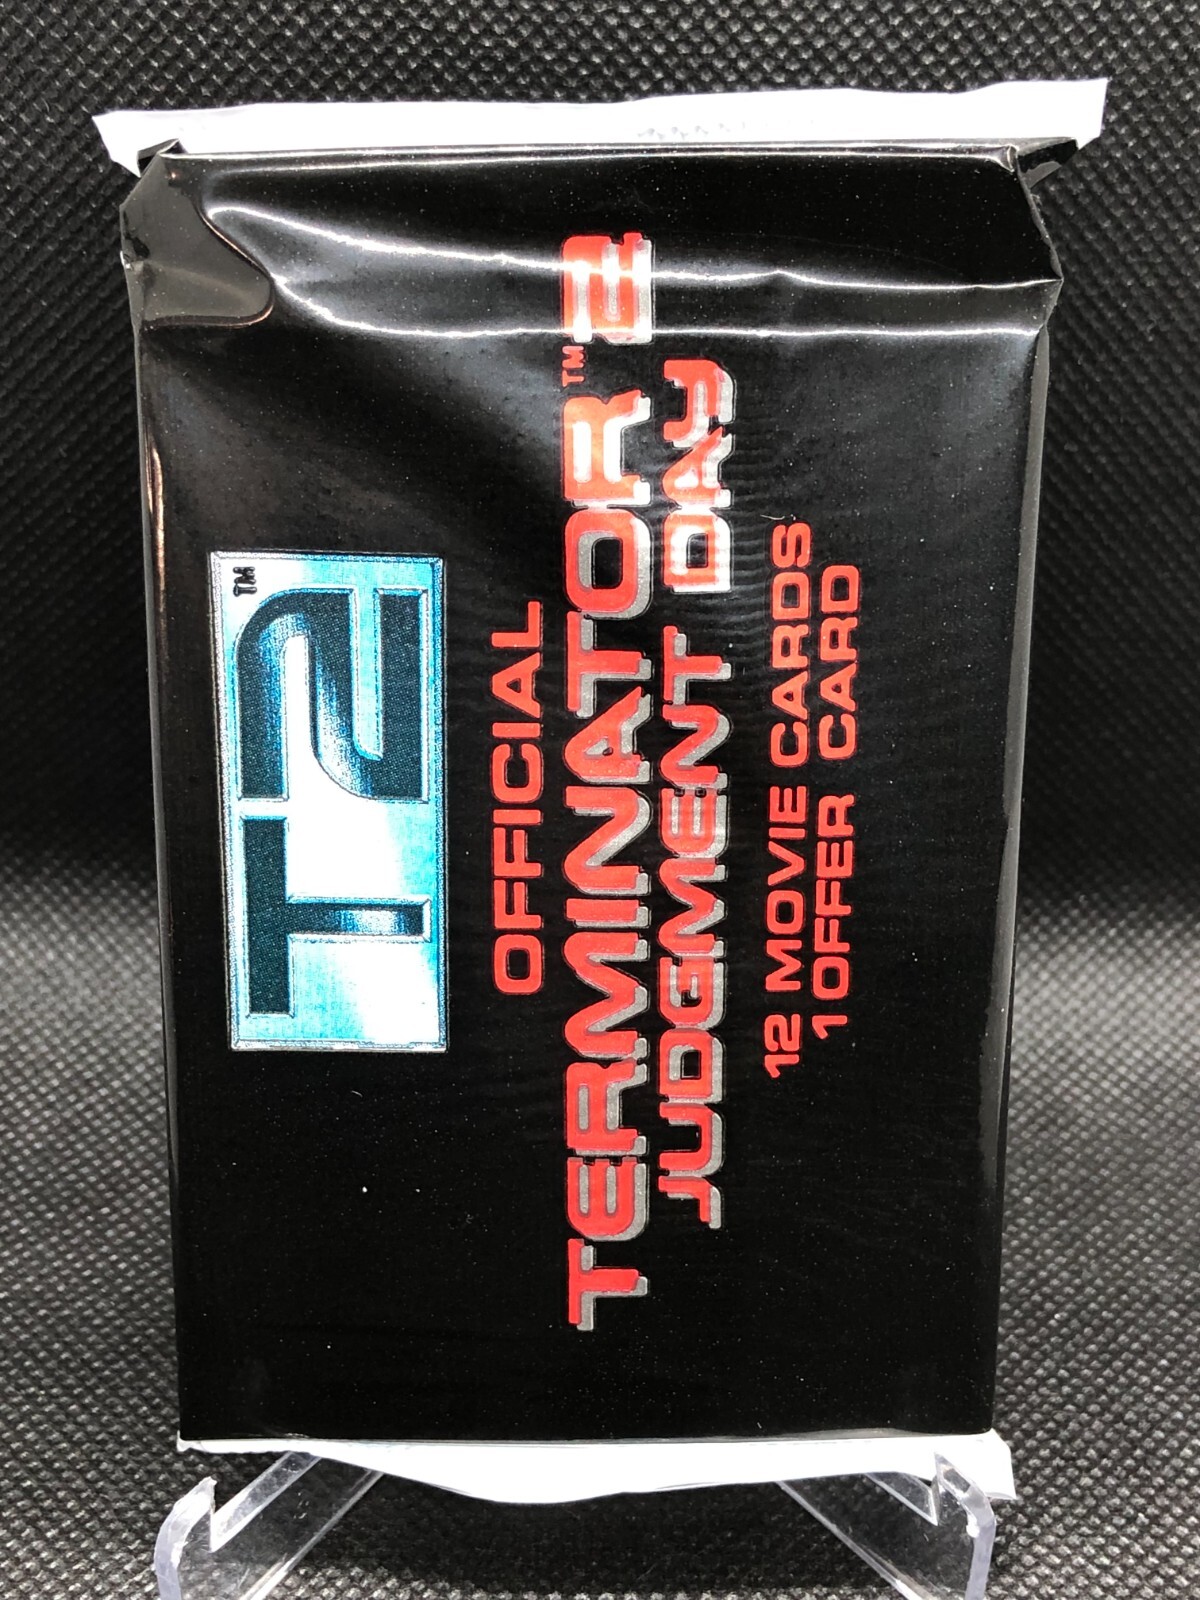 T2™
OFFICIAL
TERMINATOR™ 2
JUDGMENT DAY
12 MOVIE CARDS
1 OFFER CARD